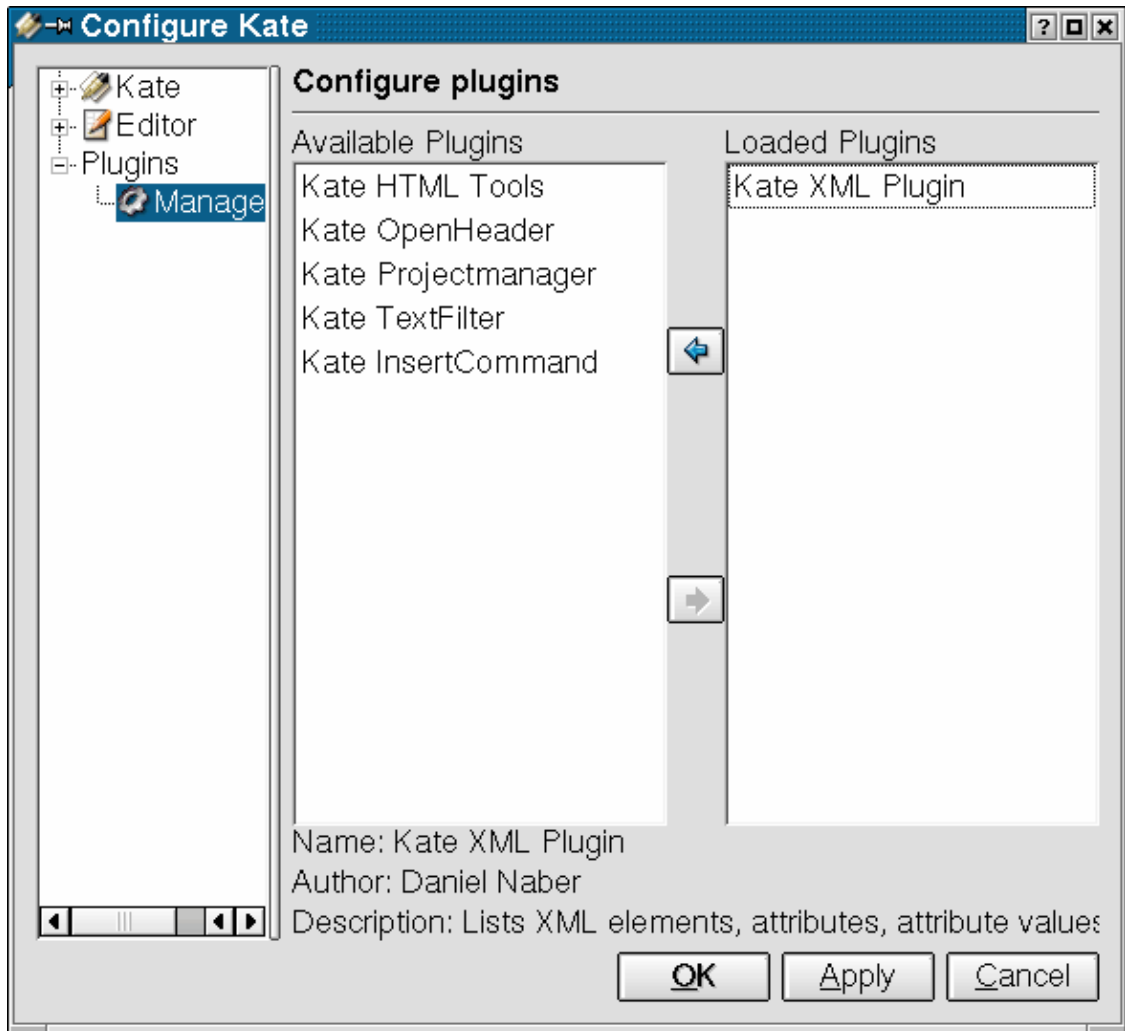 Configure Kate
Kate
Editor
Plugins
Manage
Configure plugins
Available Plugins
Loaded Plugins
Kate HTML Tools
Kate OpenHeader
Kate Projectmanager
Kate TextFilter
Kate InsertCommand
Kate XML Plugin
Name: Kate XML Plugin
Author: Daniel Naber
Description: Lists XML elements, attributes, attribute values
OK
Apply
Cancel